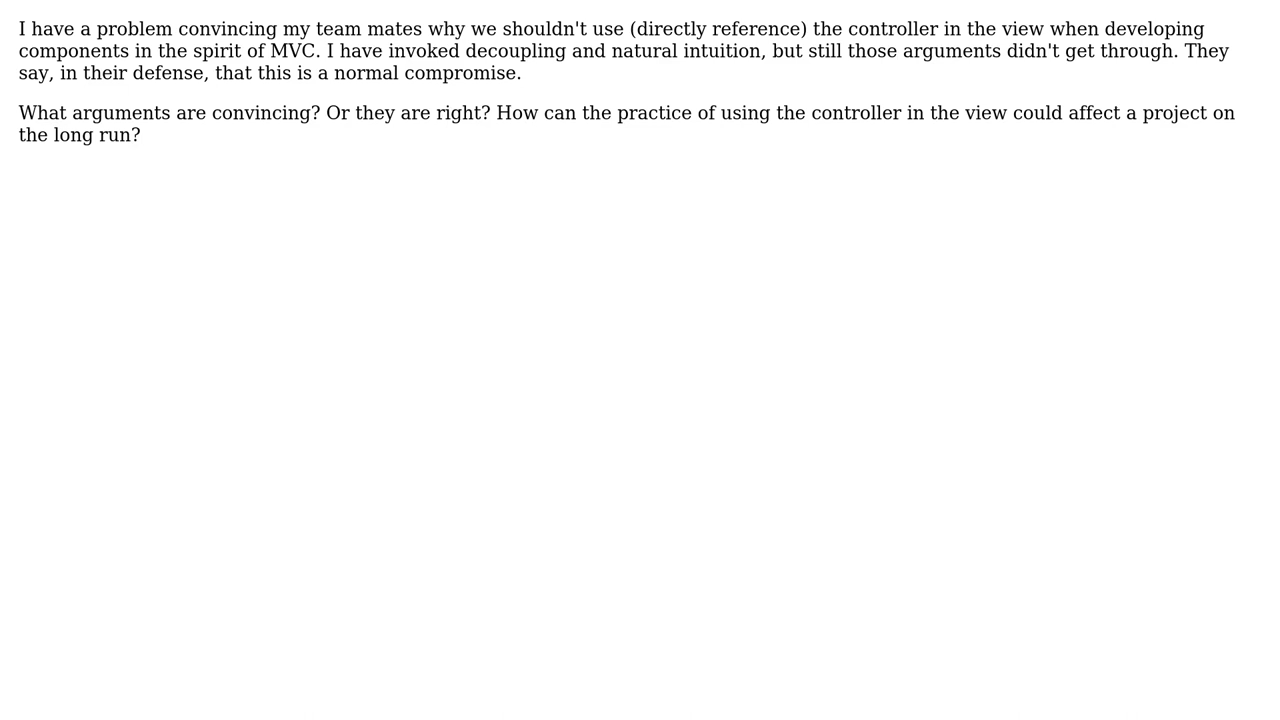 I have a problem convincing my team mates why we shouldn't use (directly reference) the controller in the view when developing
components in the spirit of MVC. I have invoked decoupling and natural intuition, but still those arguments didn't get through. They
say, in their defense, that this is a normal compromise.
What arguments are convincing? Or they are right? How can the practice of using the controller in the view could affect a project on
the long run?